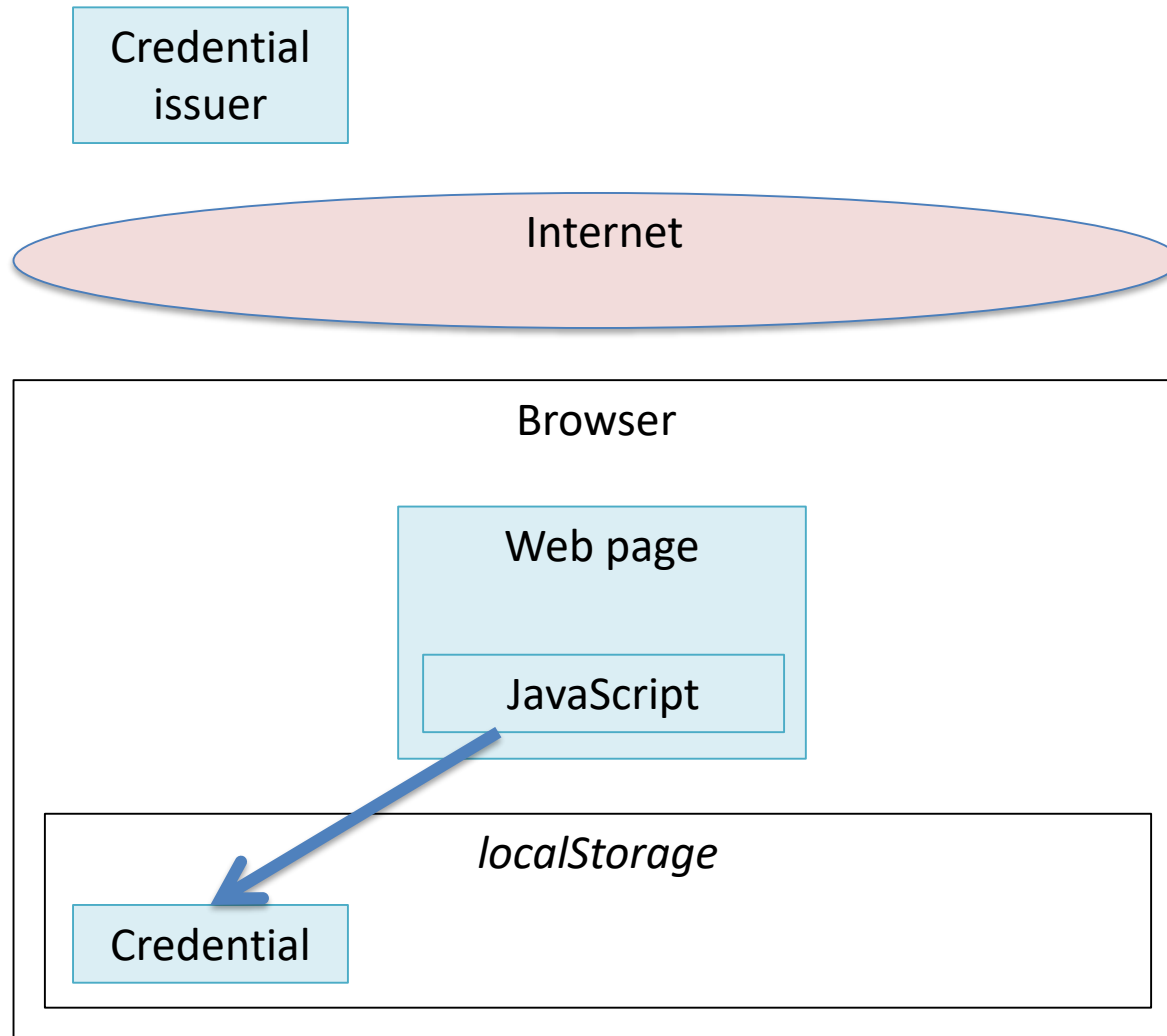 Credential
issuer
Internet
Browser
Web page
JavaScript
localStorage
Credential